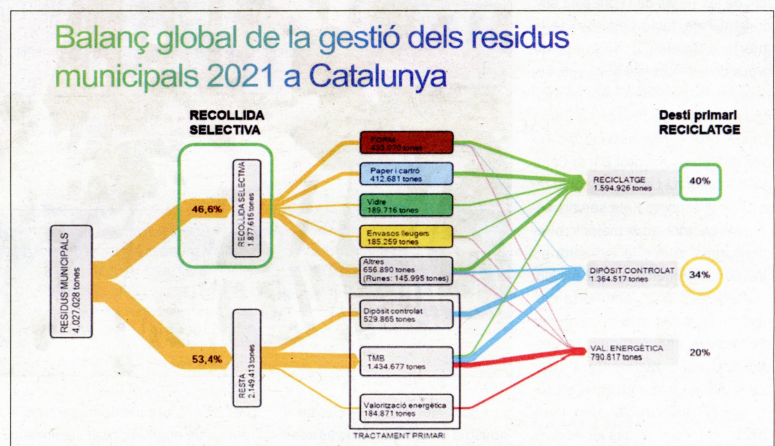 Balanç global de la gestió dels residus
municipals 2021 a Catalunya
RECOLLIDA
SELECTIVA
Destí primari
RECICLATGE
RESIDUS MUNICIPALS
4.027.028 tones
46,6%
53,4%
RECOLLIDA SELECTIVA
1.877.615 tones
RESTA
2.149.413 tones
FORM
tones
Paper i cartró
412.681 tones
Vidre
189.716 tones
Envasos lleugers
185.259 tones
Altres
656.890 tones
(Runes: 145.995 tones)
Dipòsit controlat
529.865 tones
TMB
1.434.677 tones
Valorització energètica
184.871 tones
TRACTAMENT PRIMARI
RECICLATGE
1.594.926 tones
40%
DIPÒSIT CONTROLAT
1.364.517 tones
34%
VAL. ENERGÈTICA
790.817 tones
20%